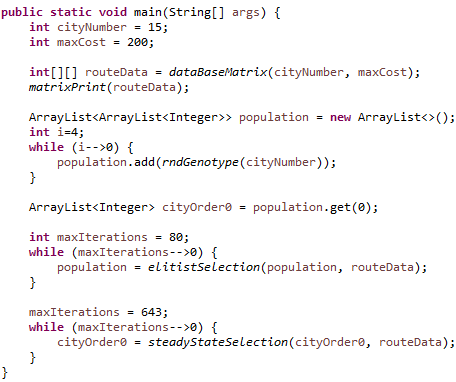 public static void main(String[] args) {
    int cityNumber = 15;
    int maxCost = 200;
    int[][] routeData = dataBaseMatrix(cityNumber, maxCost);
    matrixPrint(routeData);
    ArrayList<ArrayList<Integer>> population = new ArrayList<>();
    int i=4;
    while (i-->0) {
        population.add(rndGenotype(cityNumber));
    }
    ArrayList<Integer> cityOrder0 = population.get(0);
    int maxIterations = 80;
    while (maxIterations-->0) {
        population = elitistSelection(population, routeData);
    }
    maxIterations = 643;
    while (maxIterations-->0) {
        cityOrder0 = steadyStateSelection(cityOrder0, routeData);
    }
}